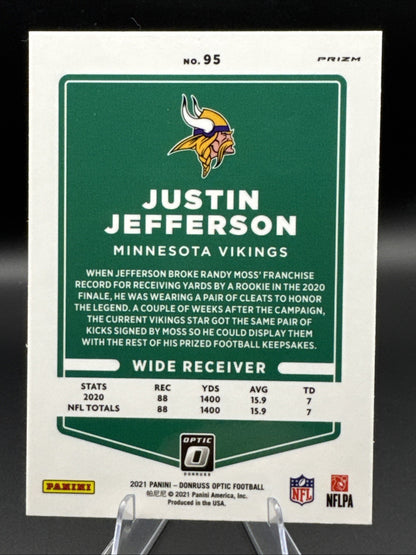 NO. 95
PRIZM
JUSTIN
JEFFERSON
MINNESOTA VIKINGS
WHEN JEFFERSON BROKE RANDY MOSS' FRANCHISE
RECORD FOR RECEIVING YARDS BY A ROOKIE IN THE 2020
FINALE, HE WAS WEARING A PAIR OF CLEATS TO HONOR
THE LEGEND. A COUPLE OF WEEKS AFTER THE CAMPAIGN,
THE CURRENT VIKINGS STAR GOT THE SAME PAIR OF
KICKS SIGNED BY MOSS SO HE COULD DISPLAY THEM
WITH THE REST OF HIS PRIZED FOOTBALL KEEPSAKES.
WIDE RECEIVER
STATS REC YDS AVG TD
2020 88 1400 15.9 7
NFL TOTALS 88 1400 15.9 7
OPTIC
DONRUSS
PANINI
2021 PANINI – DONRUSS OPTIC FOOTBALL
帕尼尼 © 2021 Panini America, Inc.
Produced in the USA.
NFL
NFLPA